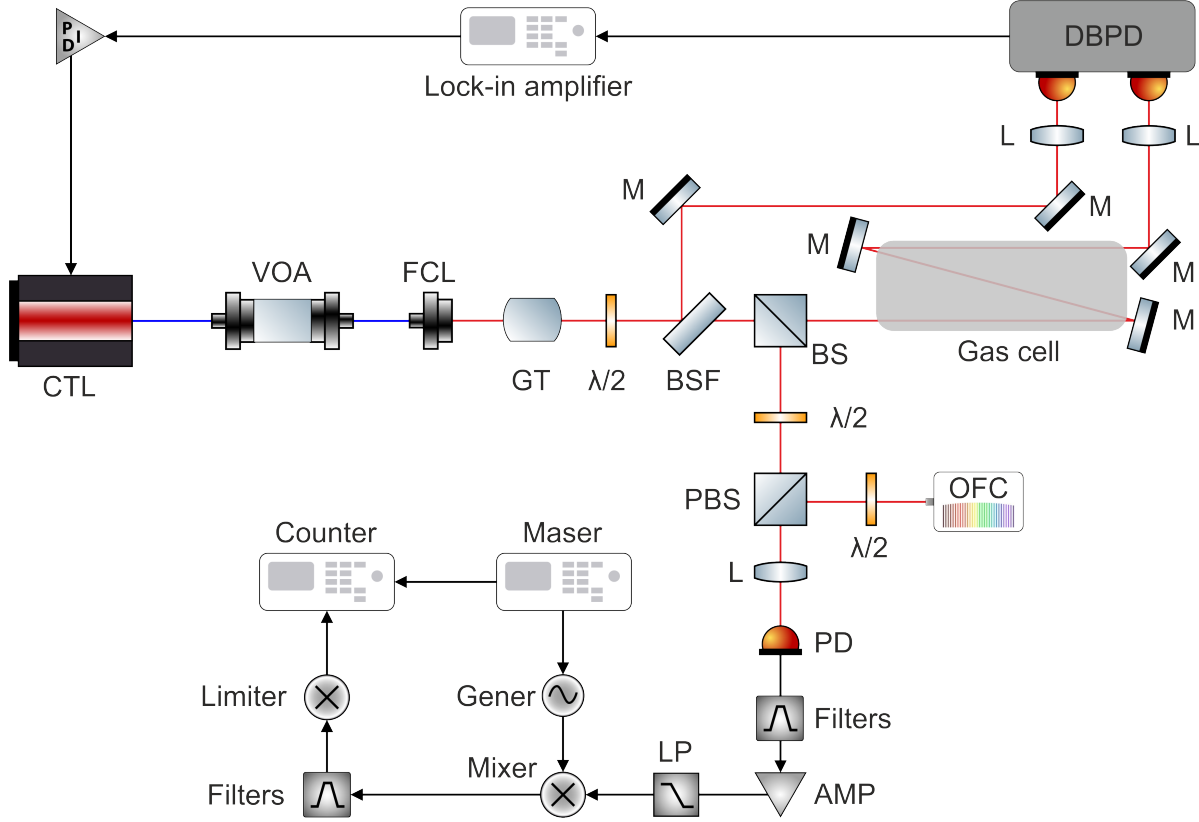 P I D
DBPD
Lock-in amplifier
L
L
M
M
M
M
VOA
FCL
M
CTL
GT
λ/2
BSF
BS
Gas cell
λ/2
PBS
OFC
λ/2
Counter
Maser
L
PD
Limiter
Gener
Filters
Mixer
LP
Filters
AMP